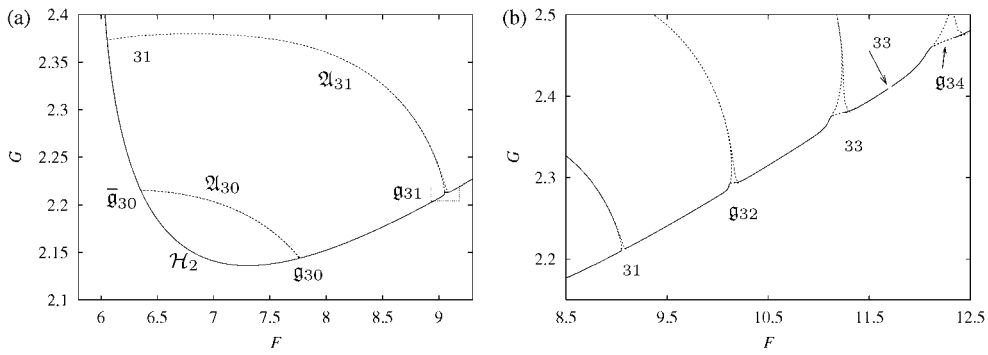 (a)
2.4
2.35
2.3
2.25
2.2
2.15
2.1
G
31
𝔄31
𝔤̅30
𝔄30
𝔤31
ℋ2
𝔤30
6 6.5 7 7.5 8 8.5 9
F
(b)
2.5
2.4
2.3
2.2
G
33
𝔤34
33
𝔤32
31
8.5 9.5 10.5 11.5 12.5
F